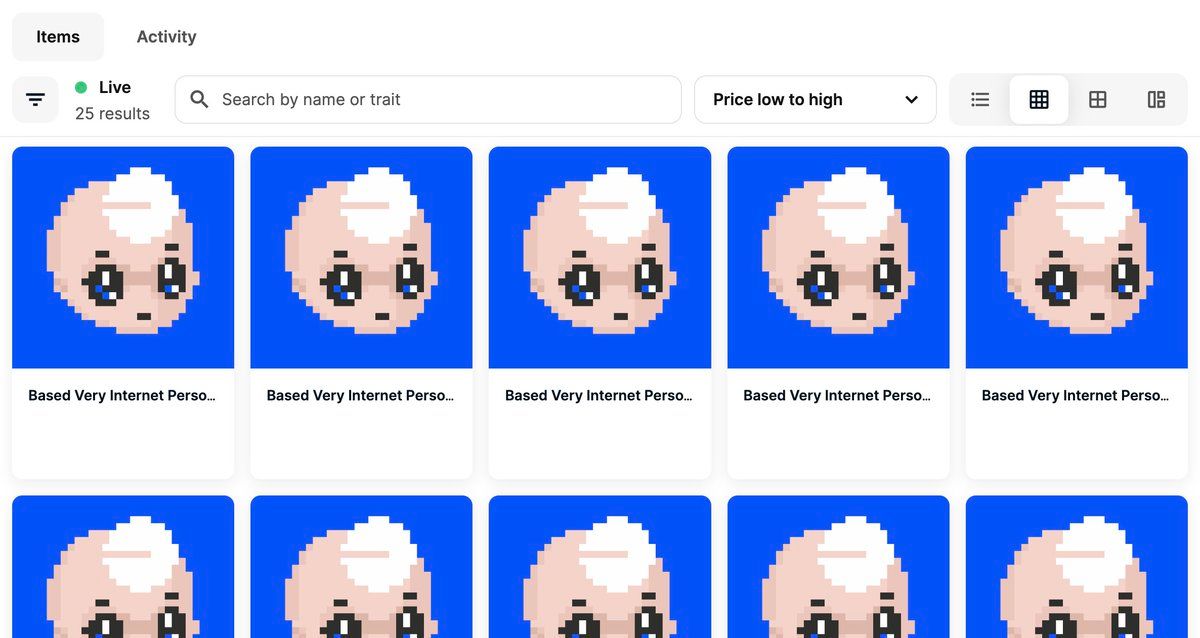 Items Activity
Live
25 results
Search by name or trait
Price low to high
Based Very Internet Perso...
Based Very Internet Perso...
Based Very Internet Perso...
Based Very Internet Perso...
Based Very Internet Perso...